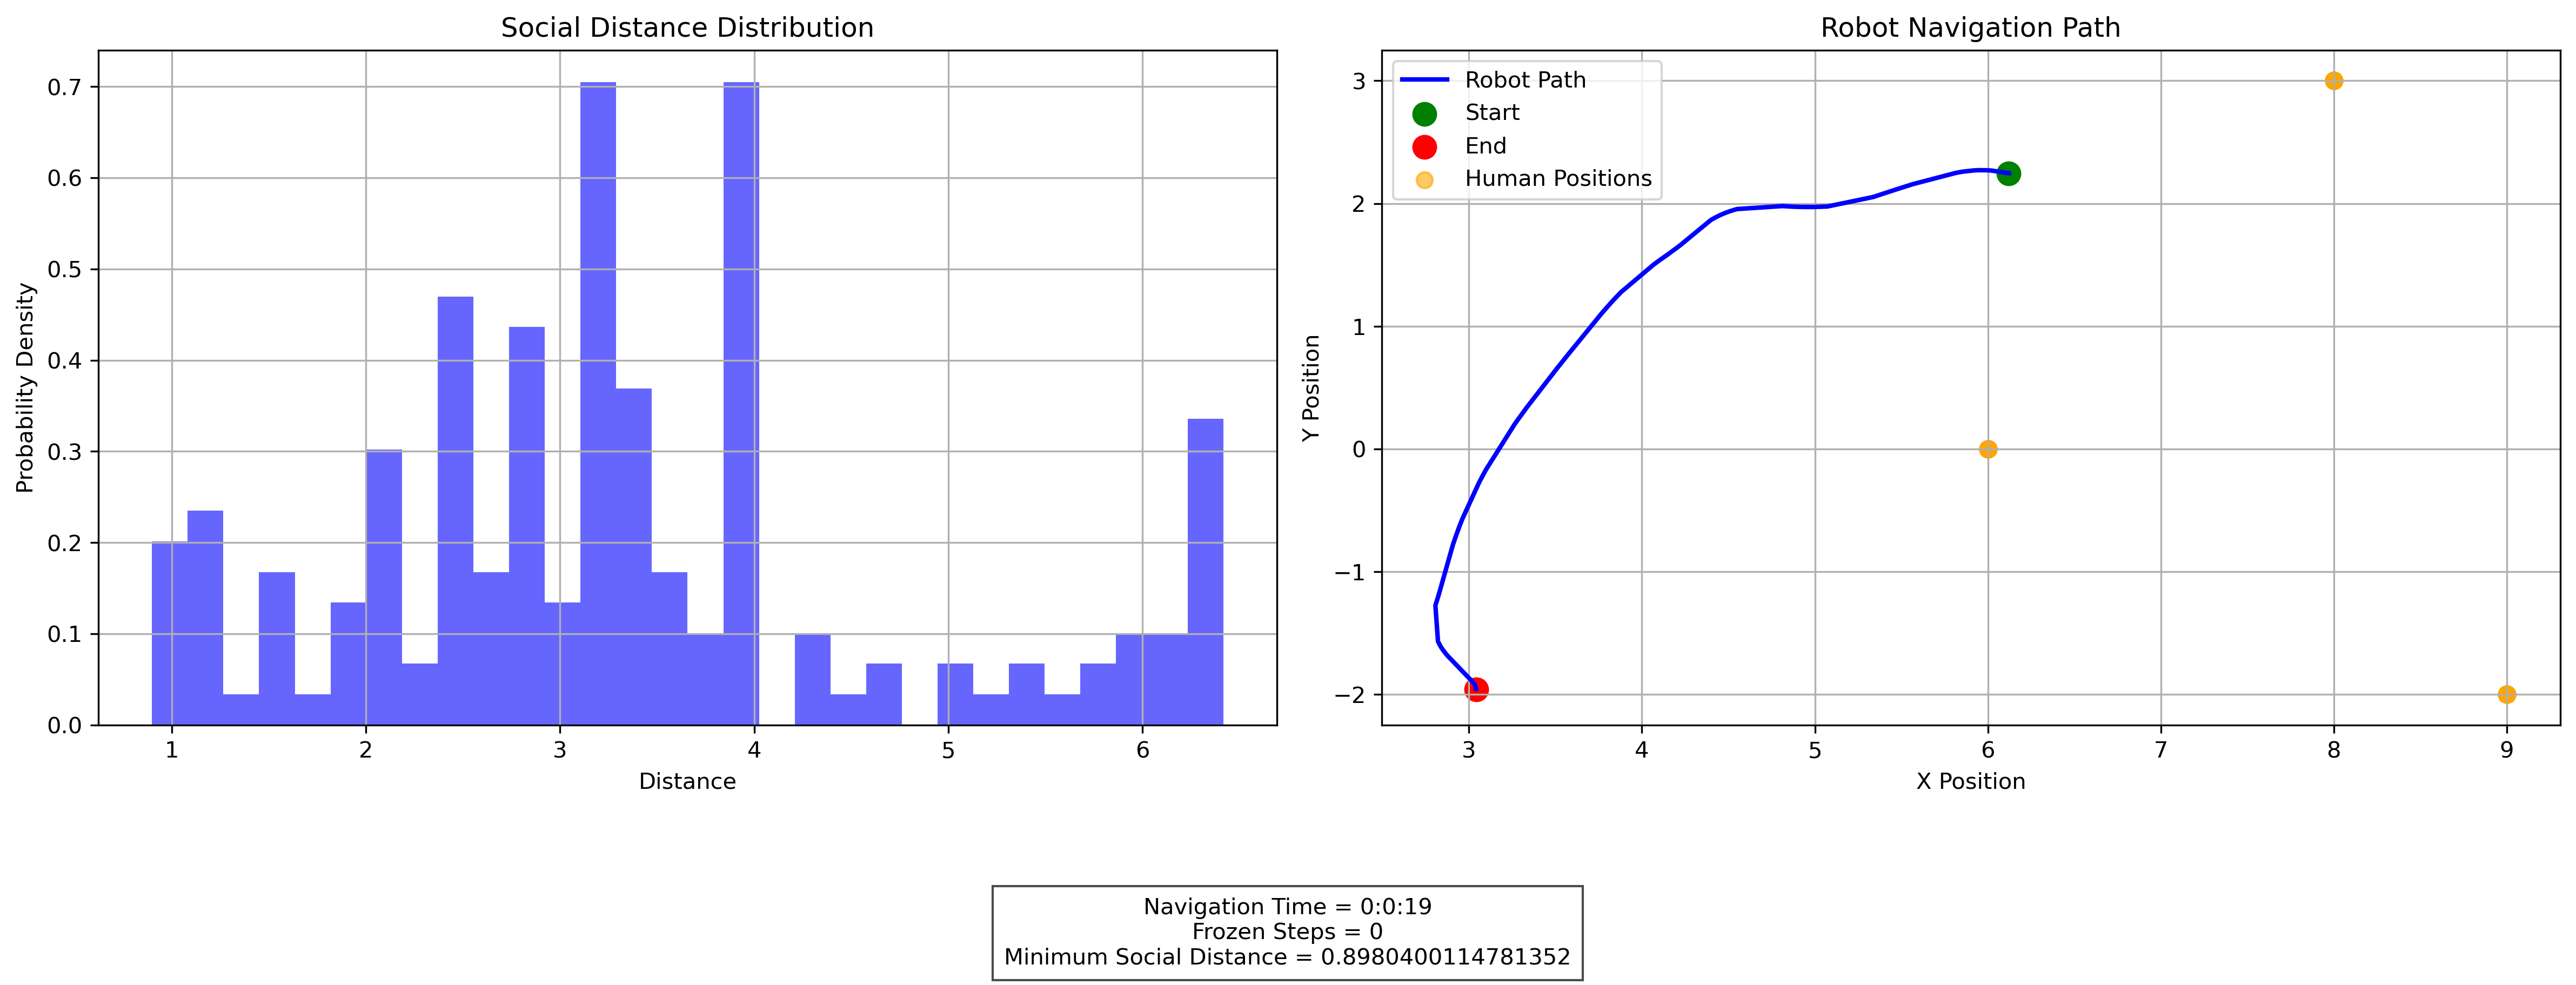 Social Distance Distribution
0.7
0.6
0.5
0.4
0.3
0.2
0.1
0.0
Probability Density
1 2 3 4 5 6
Distance
Robot Navigation Path
Robot Path
Start
End
Human Positions
3
2
1
0
−1
−2
Y Position
3 4 5 6 7 8 9
X Position
Navigation Time = 0:0:19
Frozen Steps = 0
Minimum Social Distance = 0.8980400114781352